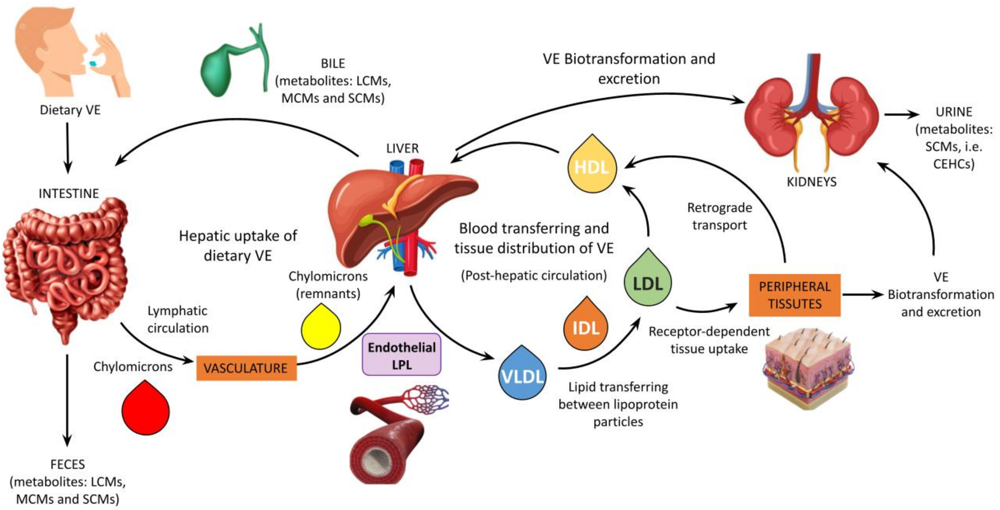 Dietary VE
BILE
(metabolites: LCMs,
MCMs and SCMs)
VE Biotransformation and
excretion
URINE
(metabolites:
SCMs, i.e.
CEHCs)
KIDNEYS
LIVER
HDL
INTESTINE
Retrograde
transport
Hepatic uptake of
dietary VE
Blood transferring and
tissue distribution of VE
(Post-hepatic circulation)
Chylomicrons
(remnants)
LDL
PERIPHERAL
TISSUTES
VE
Biotransformation
and excretion
Lymphatic
circulation
IDL
Receptor-dependent
tissue uptake
Endothelial
LPL
Chylomicrons
VASCULATURE
VLDL
Lipid transferring
between lipoprotein
particles
FECES
(metabolites: LCMs,
MCMs and SCMs)